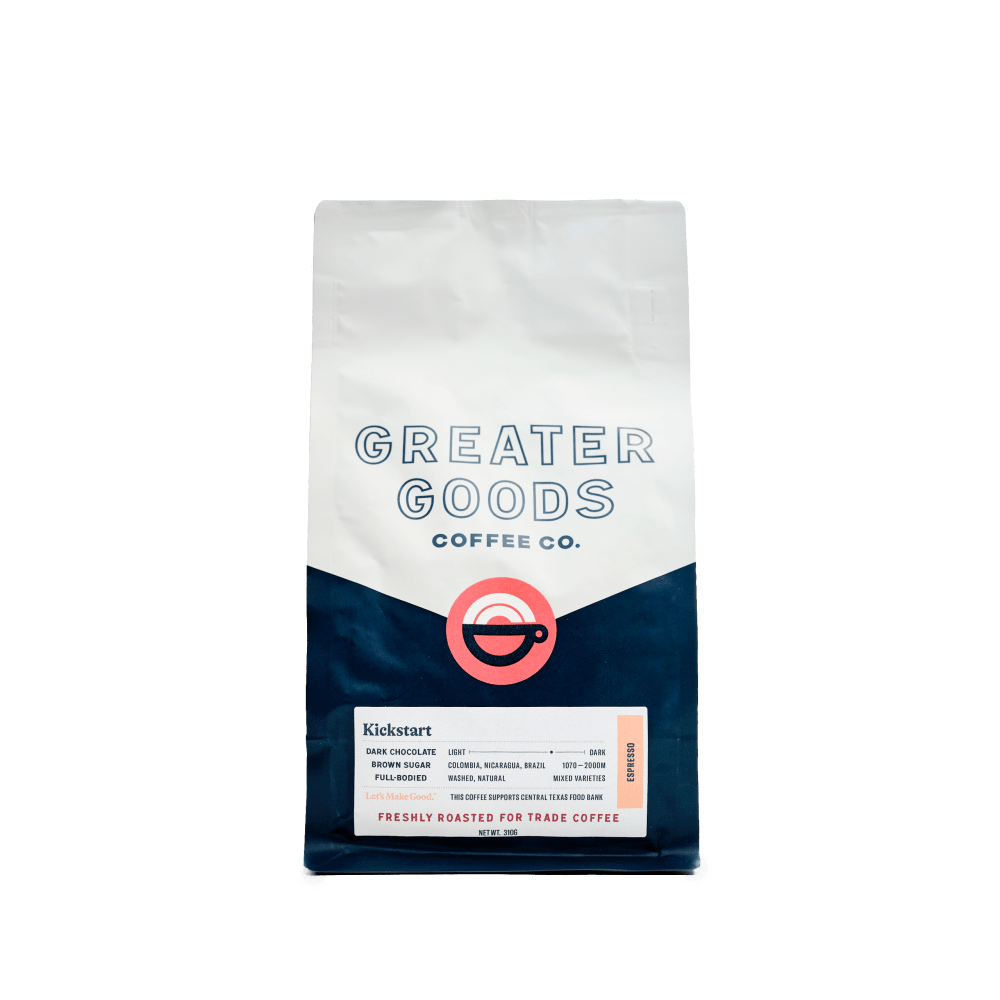 GREATER
GOODS
COFFEE CO.
Kickstart
DARK CHOCOLATE LIGHT DARK
BROWN SUGAR COLOMBIA, NICARAGUA, BRAZIL 1070 – 2000M
FULL-BODIED WASHED, NATURAL MIXED VARIETIES
ESPRESSO
Let's Make Good.™ THIS COFFEE SUPPORTS CENTRAL TEXAS FOOD BANK
FRESHLY ROASTED FOR TRADE COFFEE
NET WT. 310G